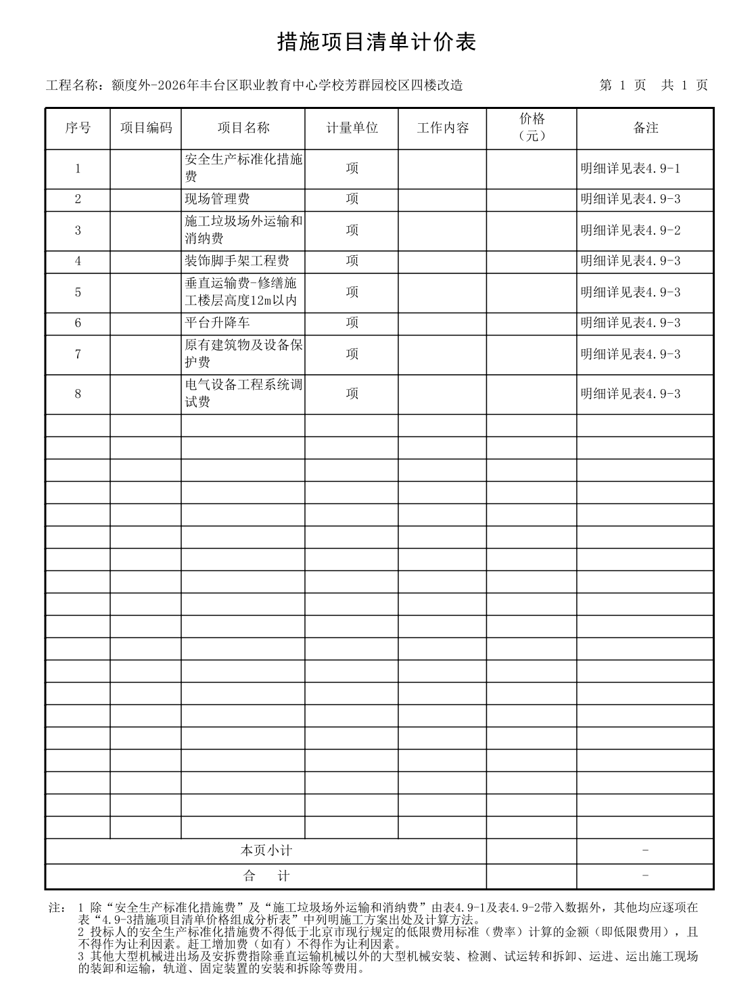 措施项目清单计价表
工程名称：额度外-2026年丰台区职业教育中心学校芳群园校区四楼改造 第 1 页 共 1 页
序号 项目编码 项目名称 计量单位 工作内容 价格（元） 备注
1 安全生产标准化措施费 项 明细详见表4.9-1
2 现场管理费 项 明细详见表4.9-3
3 施工垃圾场外运输和消纳费 项 明细详见表4.9-2
4 装饰脚手架工程费 项 明细详见表4.9-3
5 垂直运输费-修缮施工楼层高度12m以内 项 明细详见表4.9-3
6 平台升降车 项 明细详见表4.9-3
7 原有建筑物及设备保护费 项 明细详见表4.9-3
8 电气设备工程系统调试费 项 明细详见表4.9-3
本页小计 -
合 计 -
注： 1 除“安全生产标准化措施费”及“施工垃圾场外运输和消纳费”由表4.9-1及表4.9-2带入数据外，其他均应逐项在
表“4.9-3措施项目清单价格组成分析表”中列明施工方案出处及计算方法。
2 投标人的安全生产标准化措施费不得低于北京市现行规定的低限费用标准（费率）计算的金额（即低限费用），且
不得作为让利因素。赶工增加费（如有）不得作为让利因素。
3 其他大型机械进出场及安拆费指除垂直运输机械以外的大型机械安装、检测、试运转和拆卸、运进、运出施工现场
的装卸和运输，轨道、固定装置的安装和拆除等费用。